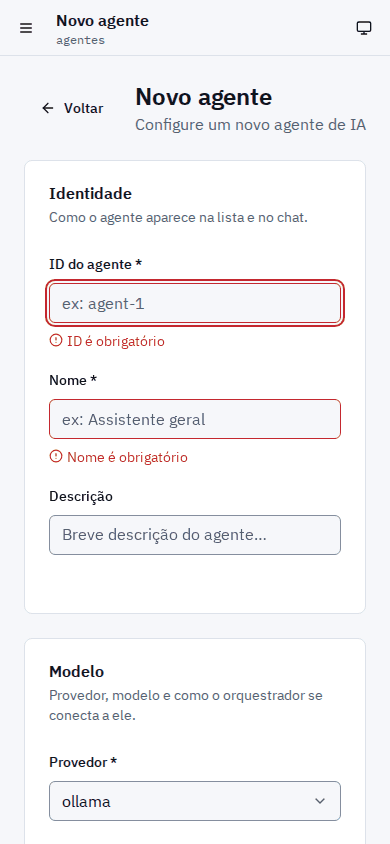 Novo agente
agentes
Voltar
Novo agente
Configure um novo agente de IA
Identidade
Como o agente aparece na lista e no chat.
ID do agente *
ex: agent-1
ID é obrigatório
Nome *
ex: Assistente geral
Nome é obrigatório
Descrição
Breve descrição do agente...
Modelo
Provedor, modelo e como o orquestrador se
conecta a ele.
Provedor *
ollama